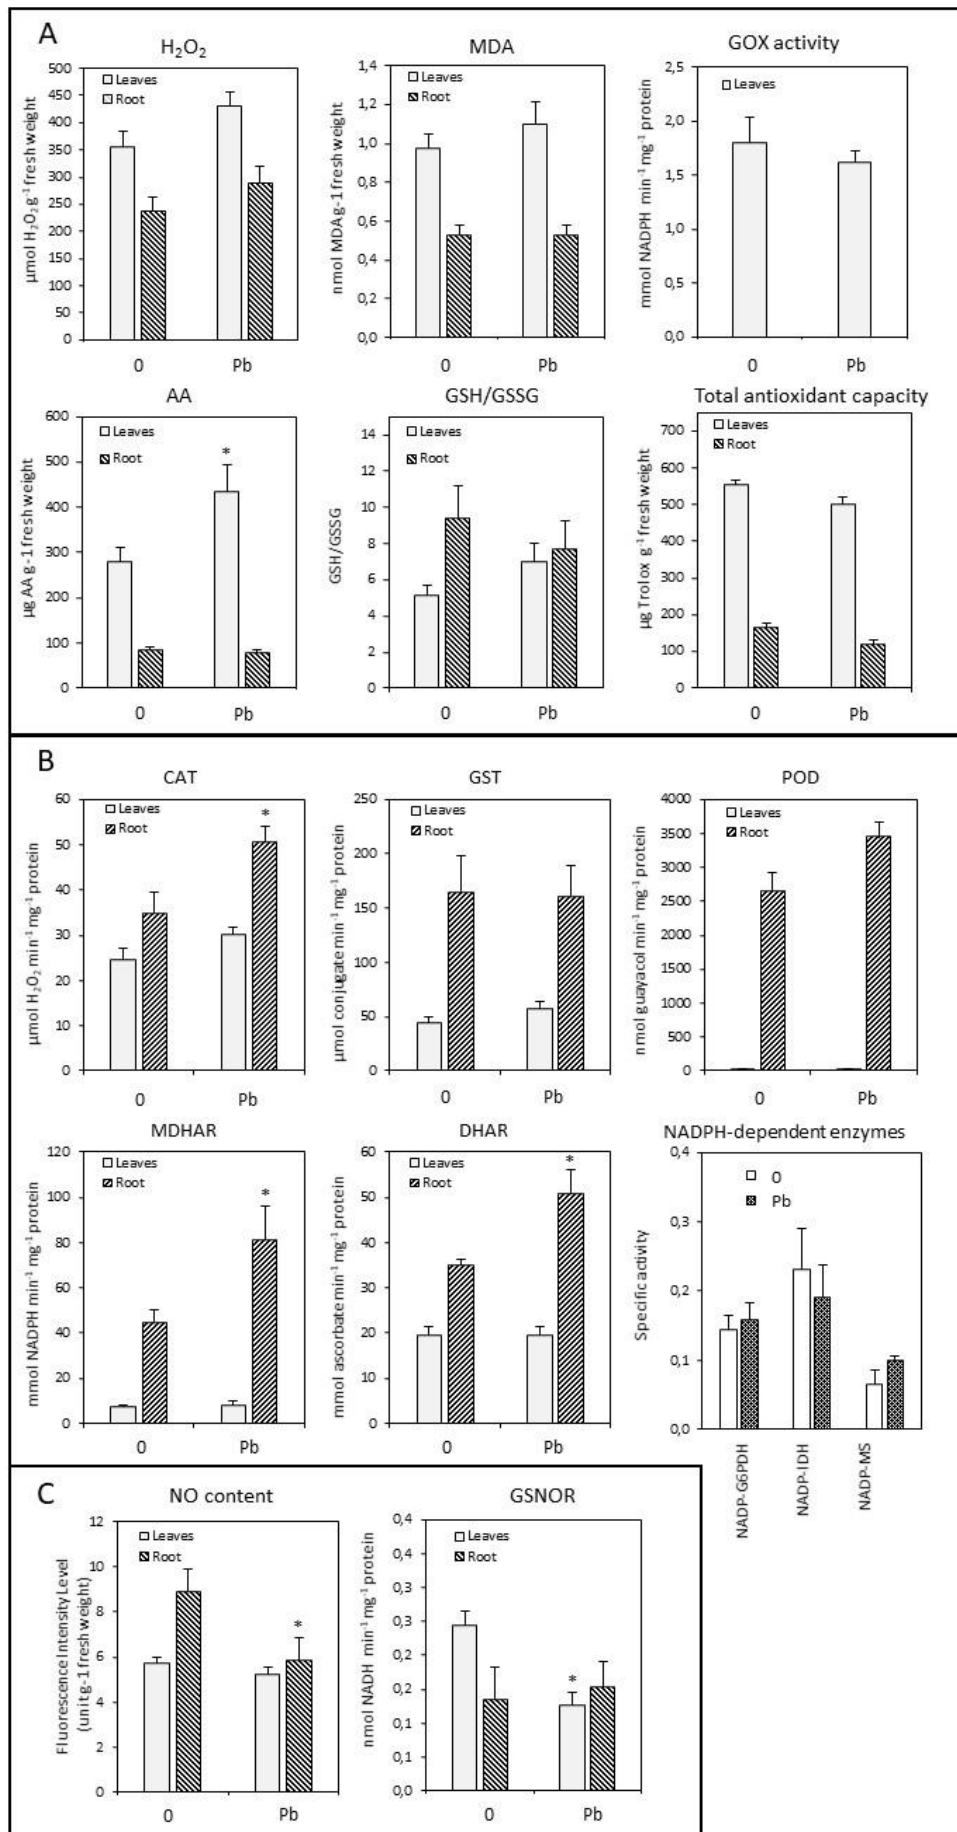 A
H₂O₂
µmol H₂O₂ g⁻¹ fresh weight
500
450
400
350
300
250
200
150
100
50
0
Leaves
Root
0
Pb
MDA
nmol MDA g-1 fresh weight
1,4
1,2
1,0
0,8
0,6
0,4
0,2
0,0
Leaves
Root
0
Pb
GOX activity
mmol NADPH min⁻¹ mg⁻¹ protein
2,5
2,0
1,5
1,0
0,5
0,0
Leaves
0
Pb
AA
µg AA g-1 fresh weight
600
500
400
300
200
100
0
Leaves
Root
*
0
Pb
GSH/GSSG
GSH/GSSG
14
12
10
8
6
4
2
0
Leaves
Root
0
Pb
Total antioxidant capacity
µg Trolox g⁻¹ fresh weight
700
600
500
400
300
200
100
0
Leaves
Root
0
Pb
B
CAT
µmol H₂O₂ min⁻¹ mg⁻¹ protein
60
50
40
30
20
10
0
Leaves
Root
*
0
Pb
GST
µmol conjugate min⁻¹ mg⁻¹ protein
250
200
150
100
50
0
Leaves
Root
0
Pb
POD
nmol guayacol min⁻¹ mg⁻¹ protein
4000
3500
3000
2500
2000
1500
1000
500
0
Leaves
Root
0
Pb
MDHAR
mmol NADPH min⁻¹ mg⁻¹ protein
120
100
80
60
40
20
0
Leaves
Root
*
0
Pb
DHAR
mmol ascorbate min⁻¹ mg⁻¹ protein
60
50
40
30
20
10
0
Leaves
Root
*
0
Pb
NADPH-dependent enzymes
Specific activity
0,4
0,3
0,2
0,1
0,0
0
Pb
NADP-G6PDH
NADP-IDH
NADP-MS
C
NO content
Fluorescence Intensity Level
(unit g-1 fresh weight)
12
10
8
6
4
2
0
Leaves
Root
*
0
Pb
GSNOR
nmol NADH min⁻¹ mg⁻¹ protein
0,4
0,4
0,3
0,3
0,2
0,2
0,1
0,1
0,0
Leaves
Root
*
0
Pb